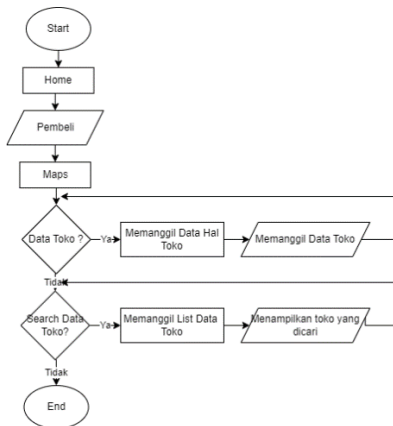 Start
Home
Pembeli
Maps
Data Toko ?
Ya
Memanggil Data Hal
Toko
Memanggil Data Toko
Tidak
Search Data
Toko?
Ya
Memanggil List Data
Toko
Menampilkan toko yang
dicari
Tidak
End